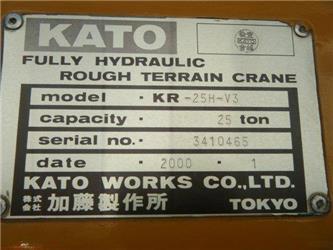 KATO
FULLY HYDRAULIC
ROUGH TERRAIN CRANE
model · KR-25H-V3
capacity · 25 ton
serial no. · 3410465
date · 2000 · 1
KATO WORKS CO.,LTD.
株式会社 加藤製作所 TOKYO